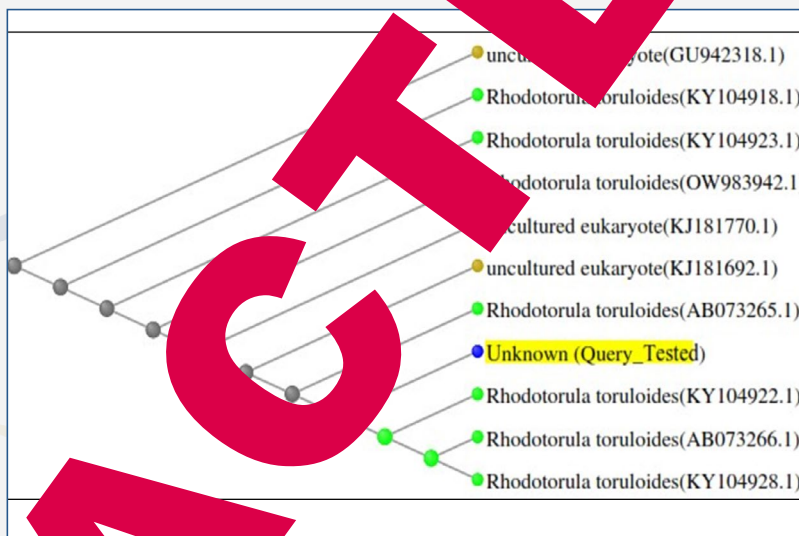 uncu ryote(GU942318.1)
Rhodotorula toruloides(KY104918.1)
Rhodotorula toruloides(KY104923.1)
hodotorula toruloides(OW983942.1
cultured eukaryote(KJ181770.1)
uncultured eukaryote(KJ181692.1)
Rhodotorula toruloides(AB073265.1)
Unknown (Query_Tested)
Rhodotorula toruloides(KY104922.1)
Rhodotorula toruloides(AB073266.1)
Rhodotorula toruloides(KY104928.1)